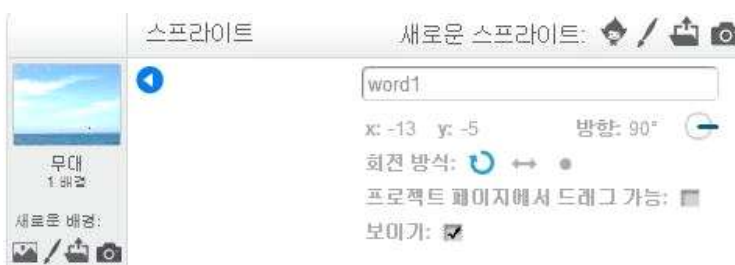 스프라이트
새로운 스프라이트:
word1
x: -13 y: -5 방향: 90°
회전 방식:
프로젝트 페이지에서 드래그 가능:
보이기:
무대
1 배경
새로운 배경: